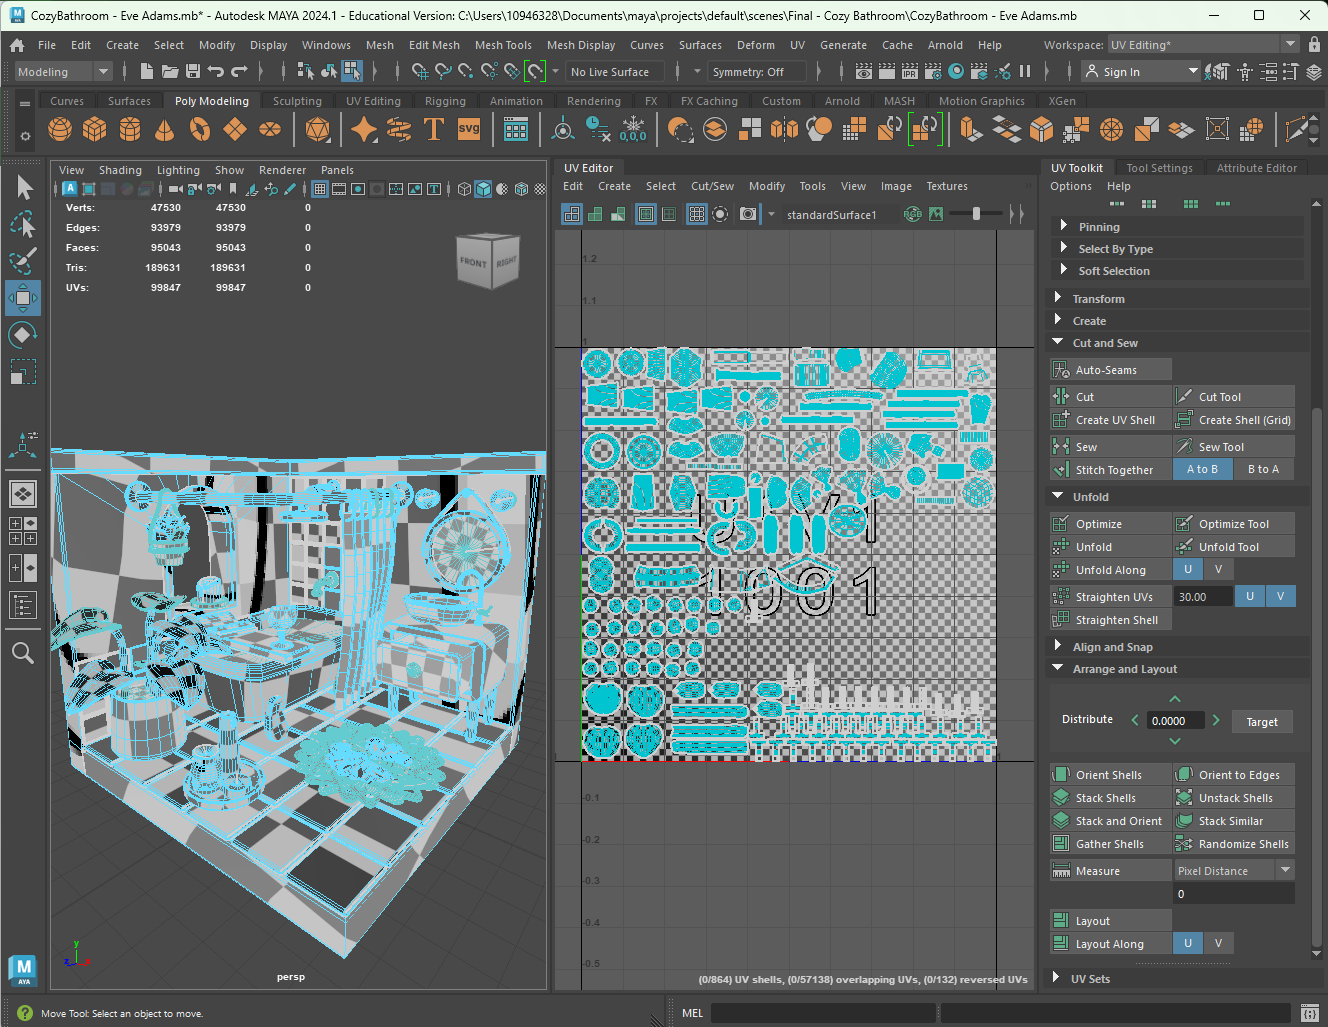 CozyBathroom - Eve Adams.mb* - Autodesk MAYA 2024.1 - Educational Version: C:\Users\10946328\Documents\maya\projects\default\scenes\Final - Cozy Bathroom\CozyBathroom - Eve Adams.mb
File Edit Create Select Modify Display Windows Mesh Edit Mesh Mesh Tools Mesh Display Curves Surfaces Deform UV Generate Cache Arnold Help Workspace: UV Editing*
Modeling No Live Surface Symmetry: Off IPR Sign In
Curves Surfaces Poly Modeling Sculpting UV Editing Rigging Animation Rendering FX FX Caching Custom Arnold MASH Motion Graphics XGen
T SVG 0,0,0
View Shading Lighting Show Renderer Panels
Verts: 47530 47530 0
Edges: 93979 93979 0
Faces: 95043 95043 0
Tris: 189631 189631 0
UVs: 99847 99847 0
FRONT RIGHT
y
z
persp
UV Editor
Edit Create Select Cut/Sew Modify Tools View Image Textures
standardSurface1
1.2
1.1
1
1001
-0.1
-0.2
-0.3
-0.4
-0.5
(0/864) UV shells, (0/57138) overlapping UVs, (0/132) reversed UVs
UV Toolkit Tool Settings Attribute Editor
Options Help
Pinning
Select By Type
Soft Selection
Transform
Create
Cut and Sew
Auto-Seams
Cut Cut Tool
Create UV Shell Create Shell (Grid)
Sew Sew Tool
Stitch Together A to B B to A
Unfold
Optimize Optimize Tool
Unfold Unfold Tool
Unfold Along U V
Straighten UVs 30.00 U V
Straighten Shell
Align and Snap
Arrange and Layout
Distribute 0.0000 Target
Orient Shells Orient to Edges
Stack Shells Unstack Shells
Stack and Orient Stack Similar
Gather Shells Randomize Shells
Measure Pixel Distance
0
Layout
Layout Along U V
UV Sets
M
AYA
Move Tool: Select an object to move.
MEL